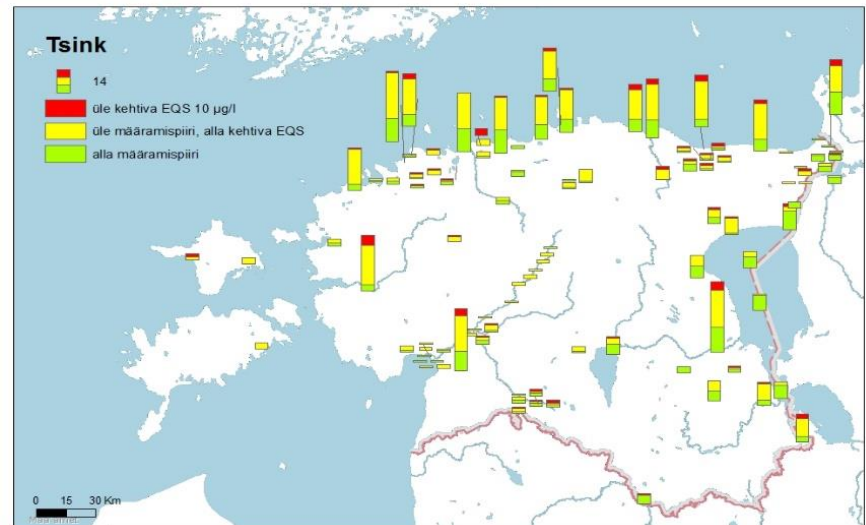 Tsink
14
üle kehtiva EQS 10 µg/l
üle määramispiiri, alla kehtiva EQS
alla määramispiiri
0 15 30 Km